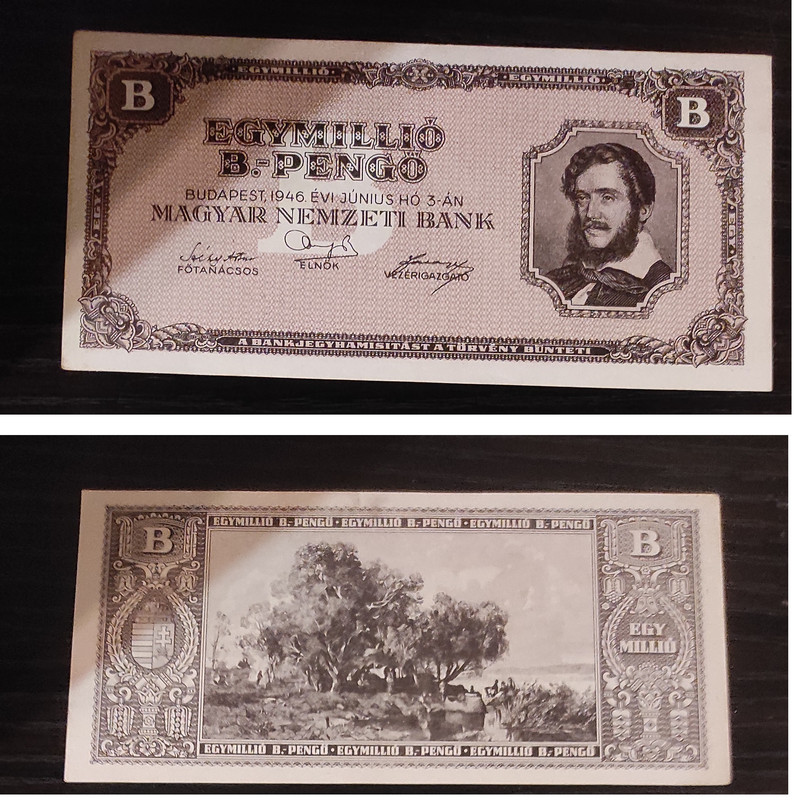 EGYMILLIÓ
EGYMILLIÓ
B
B
EGYMILLIÓ
B.-PENGŐ
BUDAPEST, 1946. ÉVI JÚNIUS HÓ 3-ÁN
MAGYAR NEMZETI BANK
FŐTANÁCSOS
ELNÖK
VEZÉRIGAZGATÓ
A BANKJEGYHAMISÍTÁST A TÖRVÉNY BÜNTETI
EGYMILLIÓ B.-PENGŐ · EGYMILLIÓ B.-PENGŐ · EGYMILLIÓ B.-PENGŐ
B
B
EGY
MILLIÓ
EGYMILLIÓ B.-PENGŐ · EGYMILLIÓ B.-PENGŐ · EGYMILLIÓ B.-PENGŐ